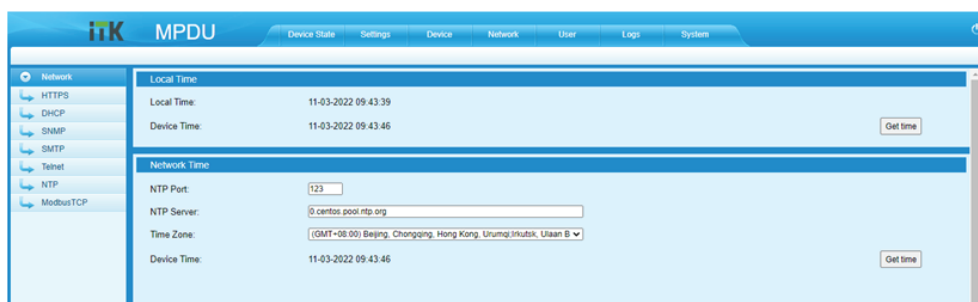 iTK MPDU Device State Settings Device Network User Logs System
Network
HTTPS
DHCP
SNMP
SMTP
Telnet
NTP
ModbusTCP
Local Time
Local Time: 11-03-2022 09:43:39
Device Time: 11-03-2022 09:43:46 Get time
Network Time
NTP Port: 123
NTP Server: 0.centos.pool.ntp.org
Time Zone: (GMT+08:00) Beijing, Chongqing, Hong Kong, Urumqi;Irkutsk, Ulaan B
Device Time: 11-03-2022 09:43:46 Get time